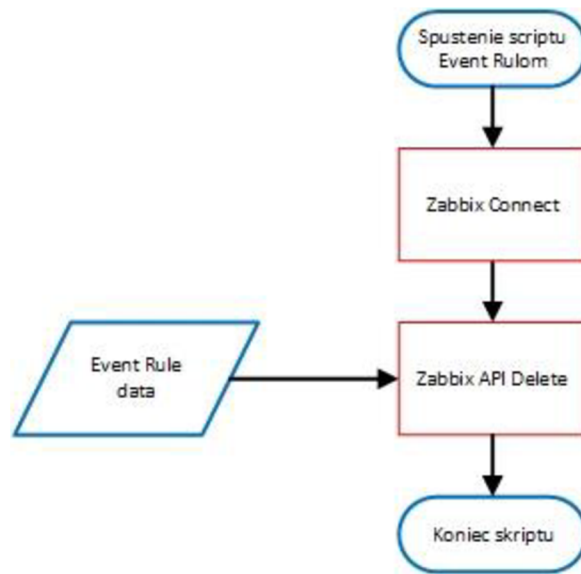 Spustenie scriptu
Event Rulom
Zabbix Connect
Event Rule
data
Zabbix API Delete
Koniec skriptu